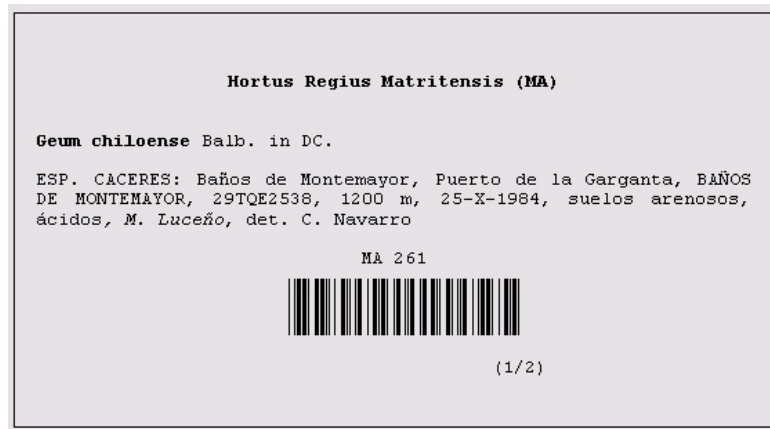 Hortus Regius Matritensis (MA)
Geum chiloense Balb. in DC.
ESP. CACERES: Baños de Montemayor, Puerto de la Garganta, BAÑOS
DE MONTEMAYOR, 29TQE2538, 1200 m, 25-X-1984, suelos arenosos,
ácidos, M. Luceño, det. C. Navarro
MA 261
(1/2)